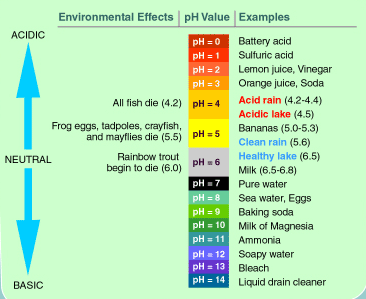 Environmental Effects pH Value Examples
ACIDIC
pH = 0 Battery acid
pH = 1 Sulfuric acid
pH = 2 Lemon juice, Vinegar
pH = 3 Orange juice, Soda
All fish die (4.2) pH = 4 Acid rain (4.2-4.4)
Acidic lake (4.5)
Frog eggs, tadpoles, crayfish,
and mayflies die (5.5) pH = 5 Bananas (5.0-5.3)
Clean rain (5.6)
NEUTRAL
Rainbow trout
begin to die (6.0) pH = 6 Healthy lake (6.5)
Milk (6.5-6.8)
pH = 7 Pure water
pH = 8 Sea water, Eggs
pH = 9 Baking soda
pH = 10 Milk of Magnesia
pH = 11 Ammonia
pH = 12 Soapy water
pH = 13 Bleach
BASIC
pH = 14 Liquid drain cleaner